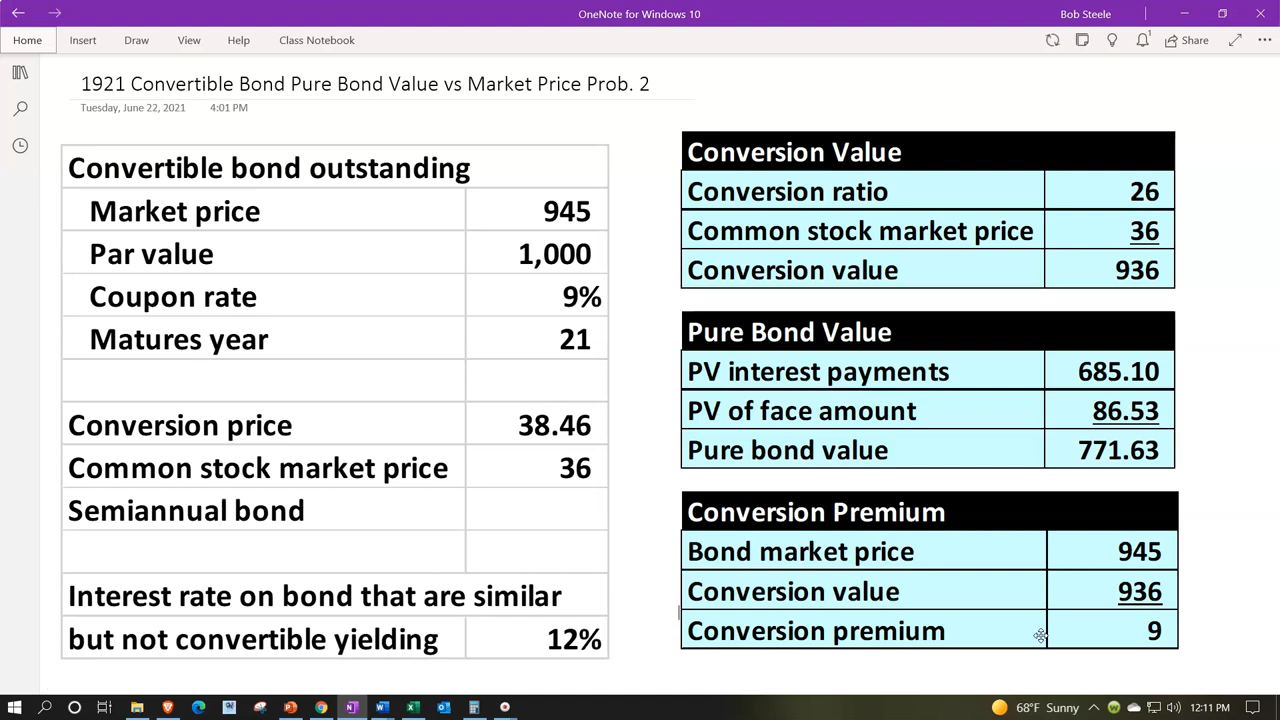 OneNote for Windows 10
Bob Steele
Home Insert Draw View Help Class Notebook
1 Share
1921 Convertible Bond Pure Bond Value vs Market Price Prob. 2
Tuesday, June 22, 2021 4:01 PM
Convertible bond outstanding
Market price 945
Par value 1,000
Coupon rate 9%
Matures year 21
Conversion price 38.46
Common stock market price 36
Semiannual bond
Interest rate on bond that are similar
but not convertible yielding 12%
Conversion Value
Conversion ratio 26
Common stock market price 36
Conversion value 936
Pure Bond Value
PV interest payments 685.10
PV of face amount 86.53
Pure bond value 771.63
Conversion Premium
Bond market price 945
Conversion value 936
Conversion premium 9
68°F Sunny 12:11 PM